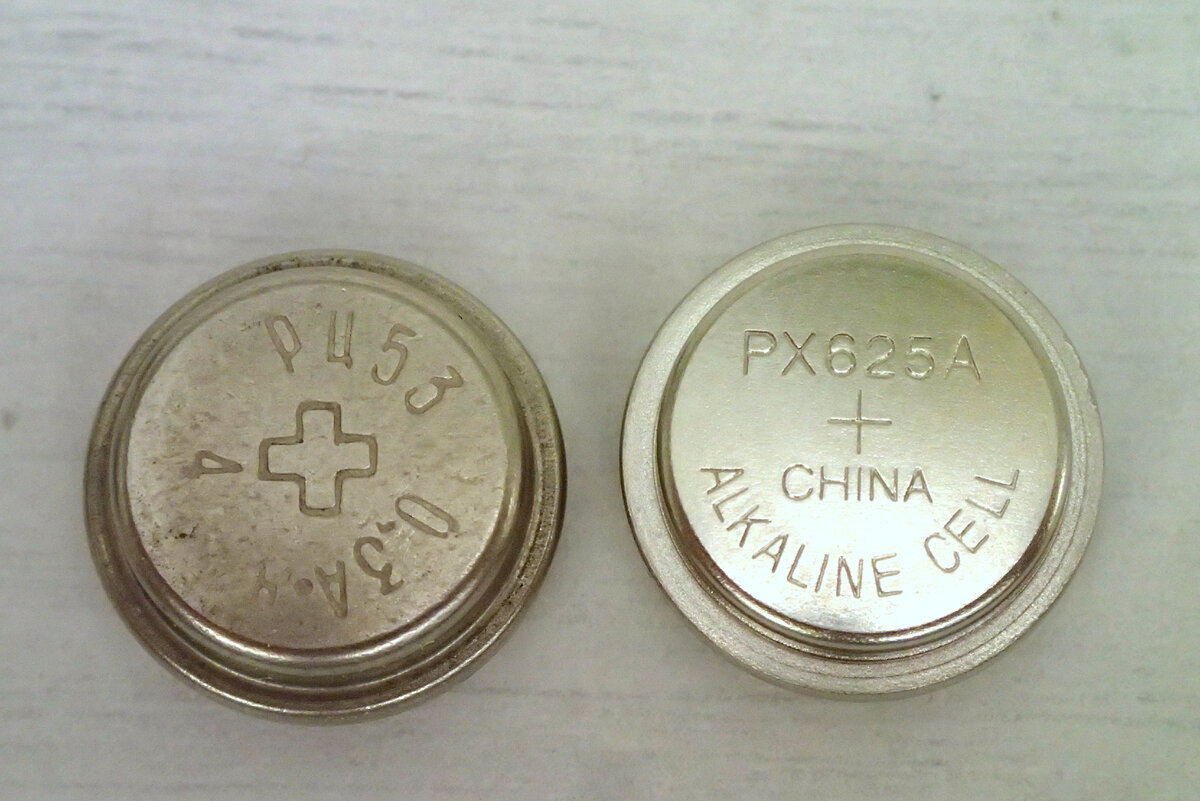 РЦ53
0,3А·Ч
4
+
PX625A
+
CHINA
ALKALINE CELL